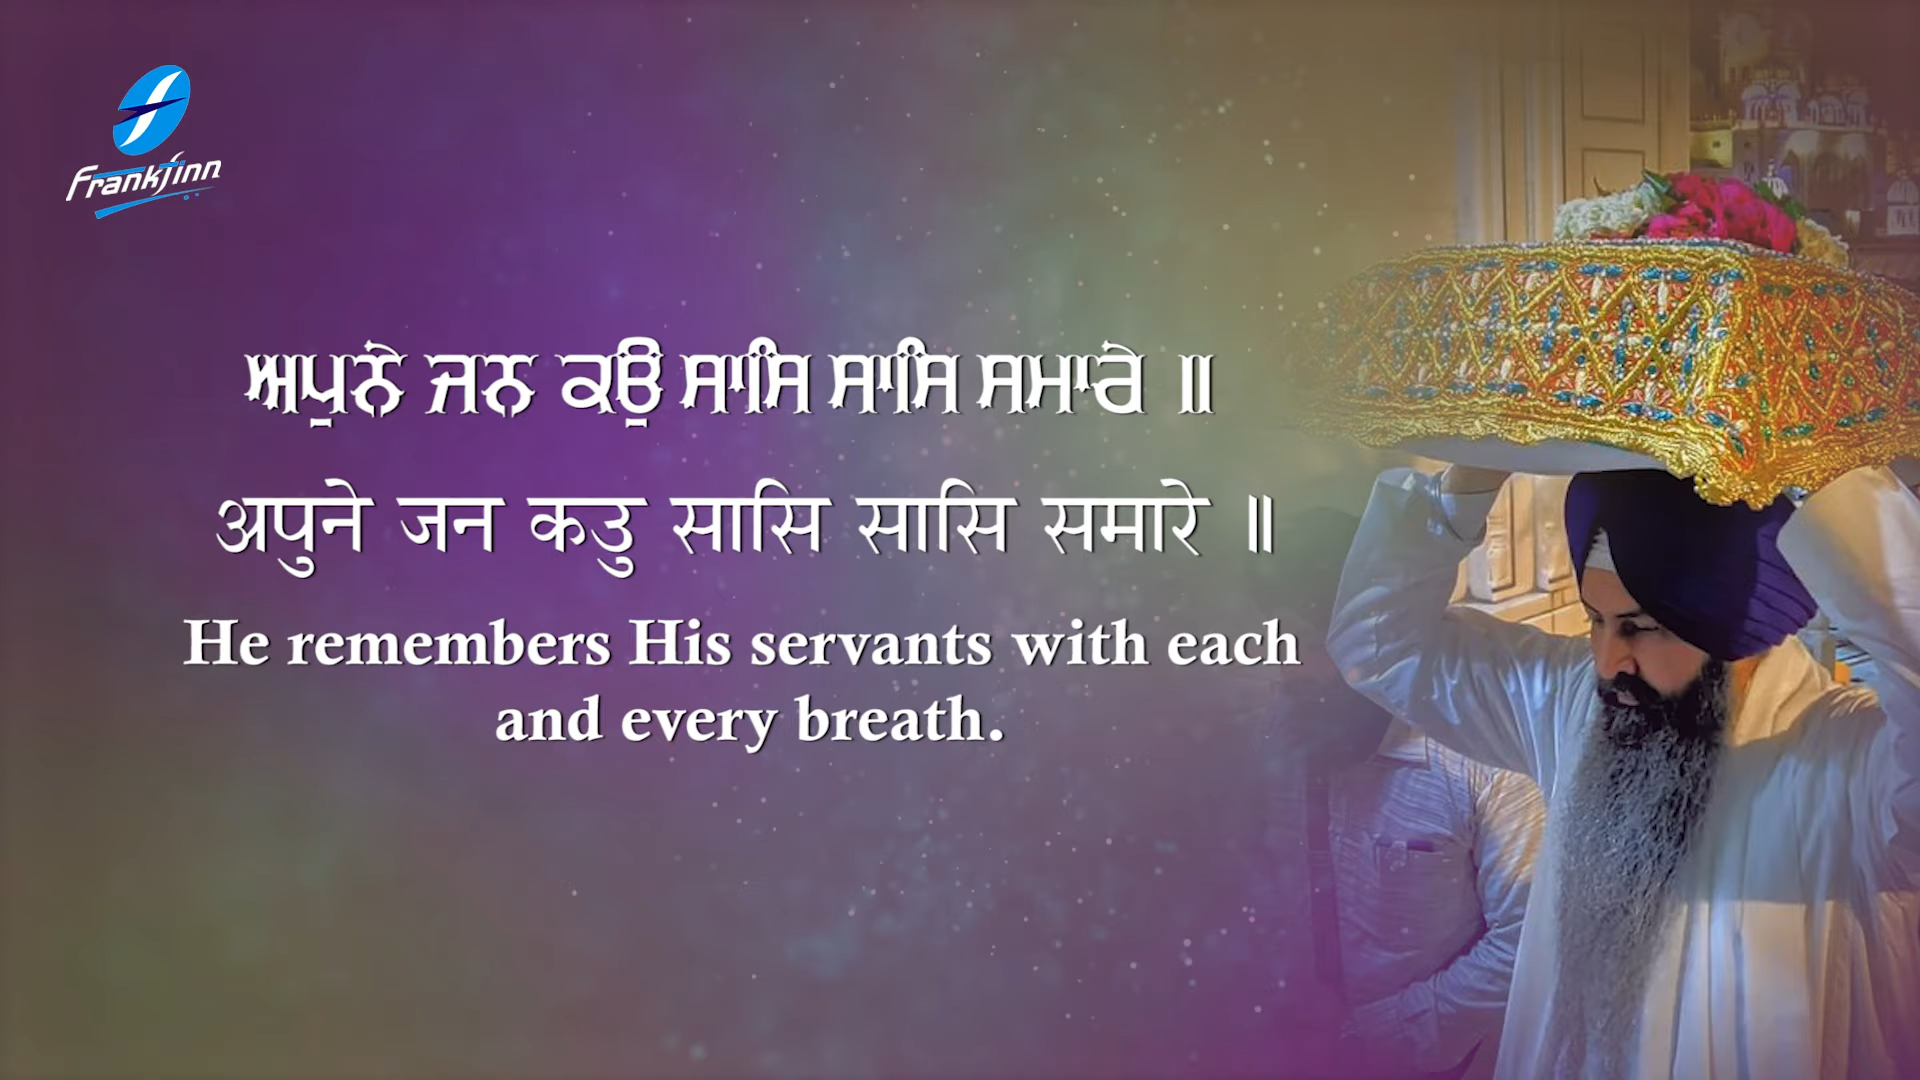 Frankfinn
ਅਪੁਨੇ ਜਨ ਕਉ ਸਾਸਿ ਸਾਸਿ ਸਮਾਰੇ ॥
अपुने जन कउ सासि सासि समारे ॥
He remembers His servants with each
and every breath.